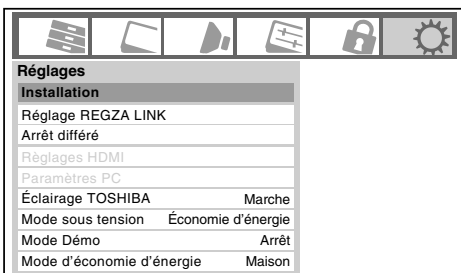 Réglages
Installation
Réglage REGZA LINK
Arrêt différé
Règlages HDMI
Paramètres PC
Éclairage TOSHIBA Marche
Mode sous tension Économie d'énergie
Mode Démo Arrêt
Mode d'économie d'énergie Maison